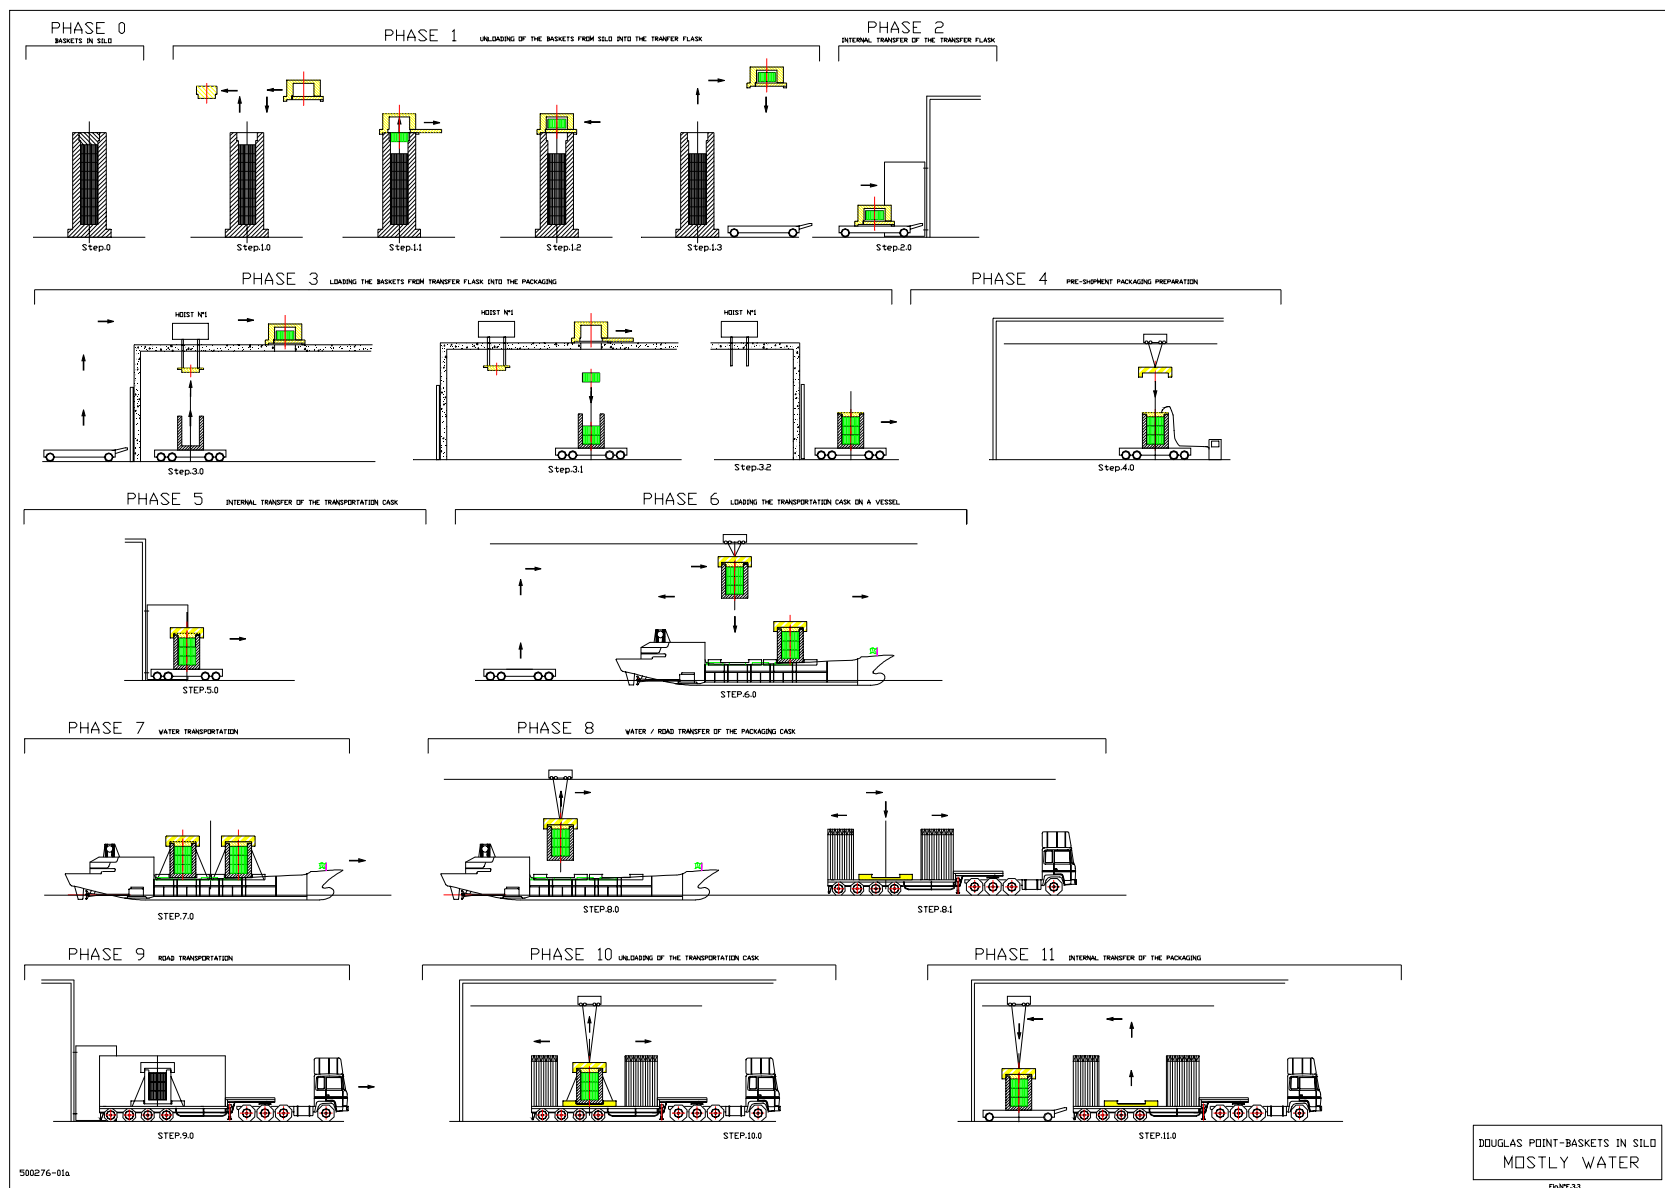 PHASE 0
BASKETS IN SILO
PHASE 1 UNLOADING OF THE BASKETS FROM SILO INTO THE TRANFER FLASK
PHASE 2
INTERNAL TRANSFER OF THE TRANSFER FLASK
Step.0
Step.1.0
Step.1.1
Step.1.2
Step.1.3
Step.2.0
PHASE 3 LOADING THE BASKETS FROM TRANSFER FLASK INTO THE PACKAGING
PHASE 4 PRE-SHIPMENT PACKAGING PREPARATION
HOIST N°1
HOIST N°1
HOIST N°1
Step.3.0
Step.3.1
Step.3.2
Step.4.0
PHASE 5 INTERNAL TRANSFER OF THE TRANSPORTATION CASK
PHASE 6 LOADING THE TRANSPORTATION CASK ON A VESSEL
STEP.5.0
STEP.6.0
PHASE 7 WATER TRANSPORTATION
PHASE 8 WATER / ROAD TRANSFER OF THE PACKAGING CASK
STEP.7.0
STEP.8.0
STEP.8.1
PHASE 9 ROAD TRANSPORTATION
PHASE 10 UNLOADING OF THE TRANSPORTATION CASK
PHASE 11 INTERNAL TRANSFER OF THE PACKAGING
STEP.9.0
STEP.10.0
STEP.11.0
DOUGLAS POINT-BASKETS IN SILO
MOSTLY WATER
500276-01a